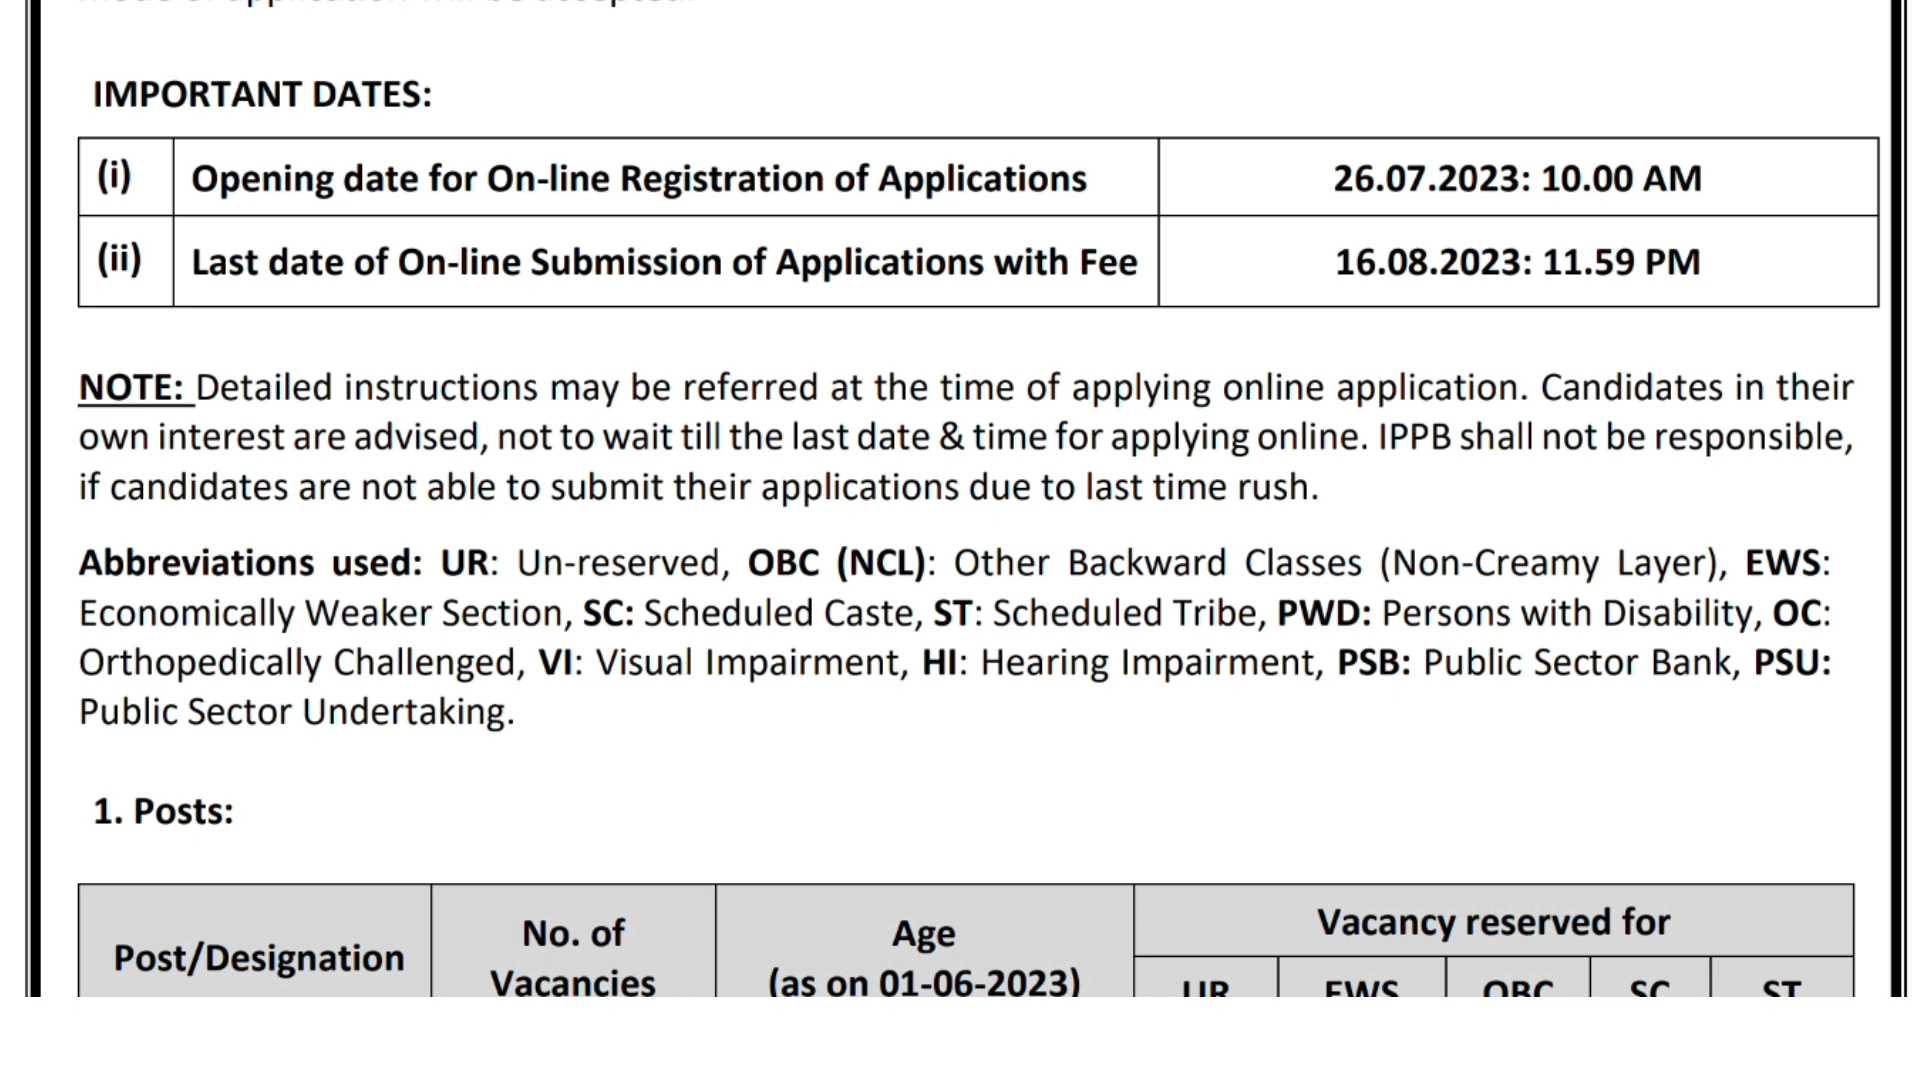 IMPORTANT DATES:
(i) Opening date for On-line Registration of Applications 26.07.2023: 10.00 AM
(ii) Last date of On-line Submission of Applications with Fee 16.08.2023: 11.59 PM
NOTE: Detailed instructions may be referred at the time of applying online application. Candidates in their
own interest are advised, not to wait till the last date & time for applying online. IPPB shall not be responsible,
if candidates are not able to submit their applications due to last time rush.
Abbreviations used: UR: Un-reserved, OBC (NCL): Other Backward Classes (Non-Creamy Layer), EWS:
Economically Weaker Section, SC: Scheduled Caste, ST: Scheduled Tribe, PWD: Persons with Disability, OC:
Orthopedically Challenged, VI: Visual Impairment, HI: Hearing Impairment, PSB: Public Sector Bank, PSU:
Public Sector Undertaking.
1. Posts:
Post/Designation
No. of
Vacancies
Age
(as on 01-06-2023)
Vacancy reserved for
UR EWS OBC SC ST